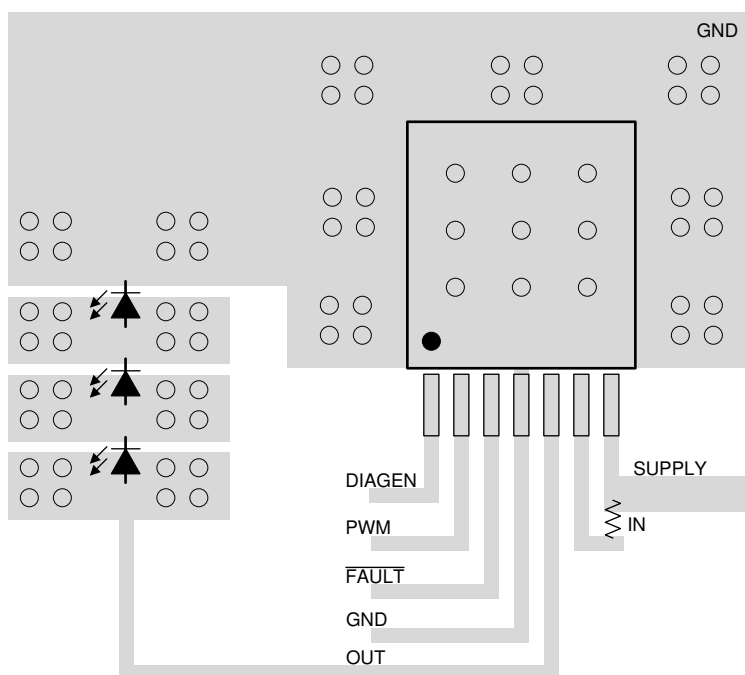 GND
DIAGEN
SUPPLY
PWM
IN
FAULT
GND
OUT